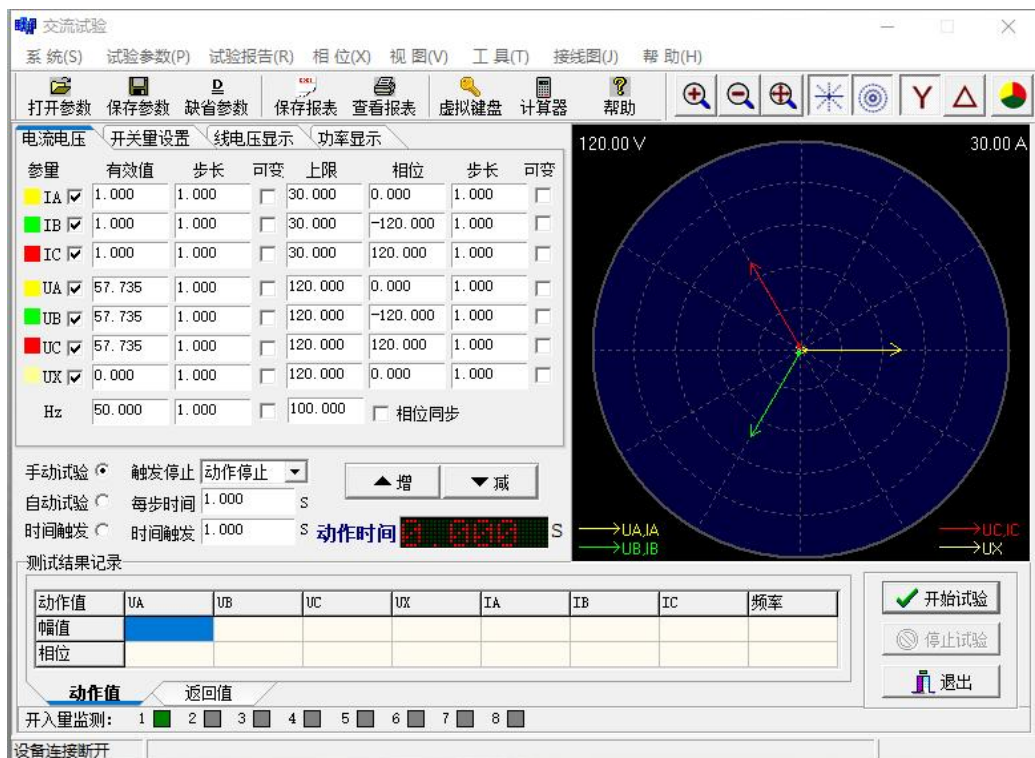 交流试验
系 统(S) 试验参数(P) 试验报告(R) 相 位(X) 视 图(V) 工 具(T) 接线图(J) 帮 助(H)
打开参数 保存参数 缺省参数 保存报表 查看报表 虚拟键盘 计算器 帮助
电流电压 开关量设置 线电压显示 功率显示
参量 有效值 步长 可变 上限 相位 步长 可变
IA 1.000 1.000 30.000 0.000 1.000
IB 1.000 1.000 30.000 -120.000 1.000
IC 1.000 1.000 30.000 120.000 1.000
UA 57.735 1.000 120.000 0.000 1.000
UB 57.735 1.000 120.000 -120.000 1.000
UC 57.735 1.000 120.000 120.000 1.000
UX 0.000 1.000 120.000 0.000 1.000
Hz 50.000 1.000 100.000 相位同步
120.00 V 30.00 A
手动试验 触发停止 动作停止 增 减
自动试验 每步时间 1.000 S
时间触发 时间触发 1.000 S 动作时间 0.000 S
UA,IA UC,IC
UB,IB UX
测试结果记录
动作值 UA UB UC UX IA IB IC 频率
幅值
相位
动作值 返回值
开始试验
停止试验
退出
开入量监测: 1 2 3 4 5 6 7 8
设备连接断开